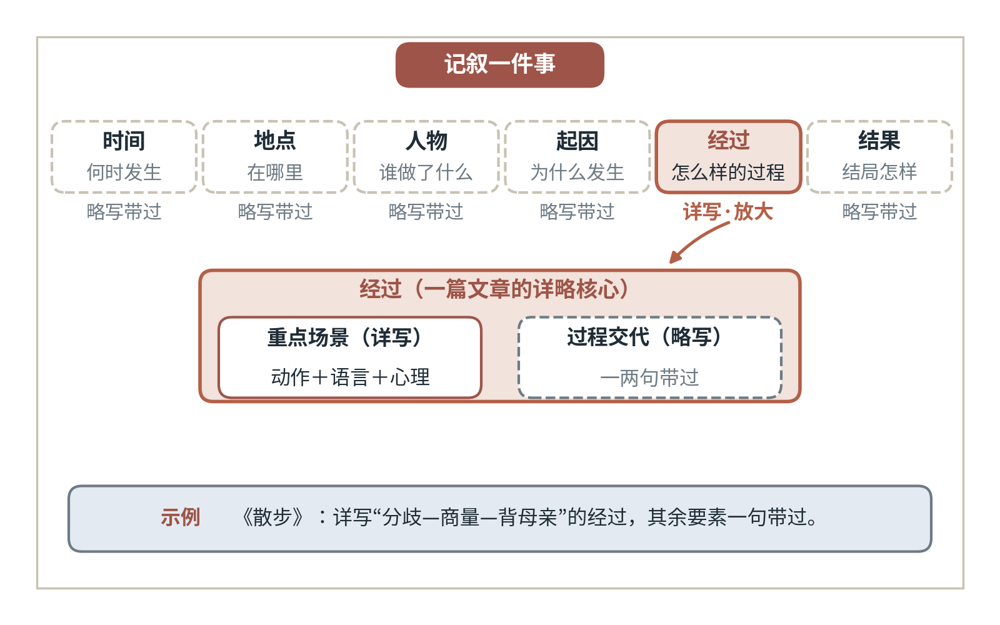 记叙一件事
时间 地点 人物 起因 经过 结果
何时发生 在哪里 谁做了什么 为什么发生 怎么样的过程 结局怎样
略写带过 略写带过 略写带过 略写带过 详写·放大 略写带过
经过（一篇文章的详略核心）
重点场景（详写） 过程交代（略写）
动作＋语言＋心理 一两句带过
示例 《散步》：详写“分歧—商量—背母亲”的经过，其余要素一句带过。